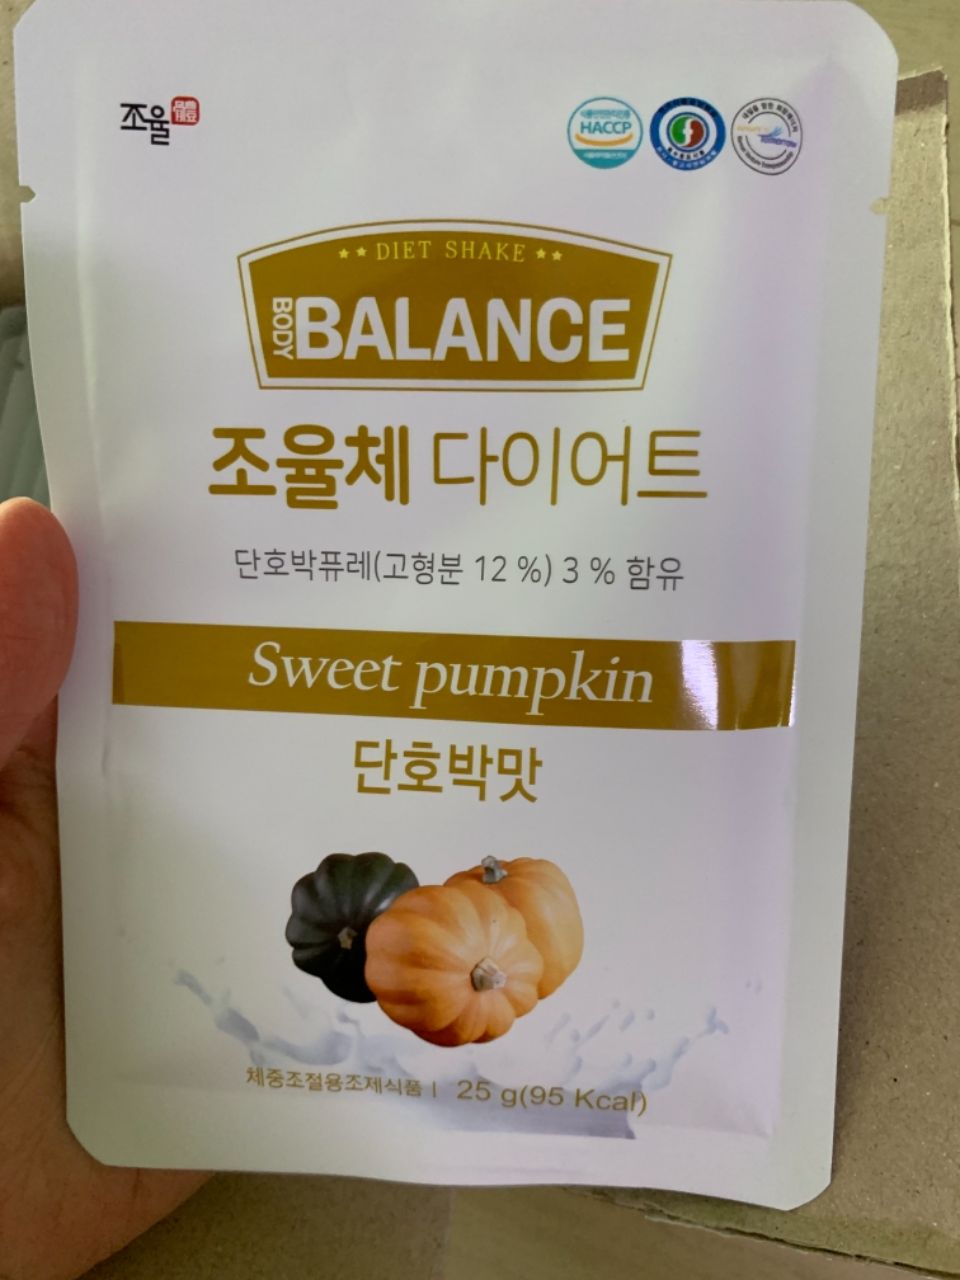 조율
HACCP
DIET SHAKE
BODY BALANCE
조율체 다이어트
단호박퓨레(고형분 12 %) 3 % 함유
Sweet pumpkin
단호박맛
체중조절용조제식품 | 25 g(95 Kcal)